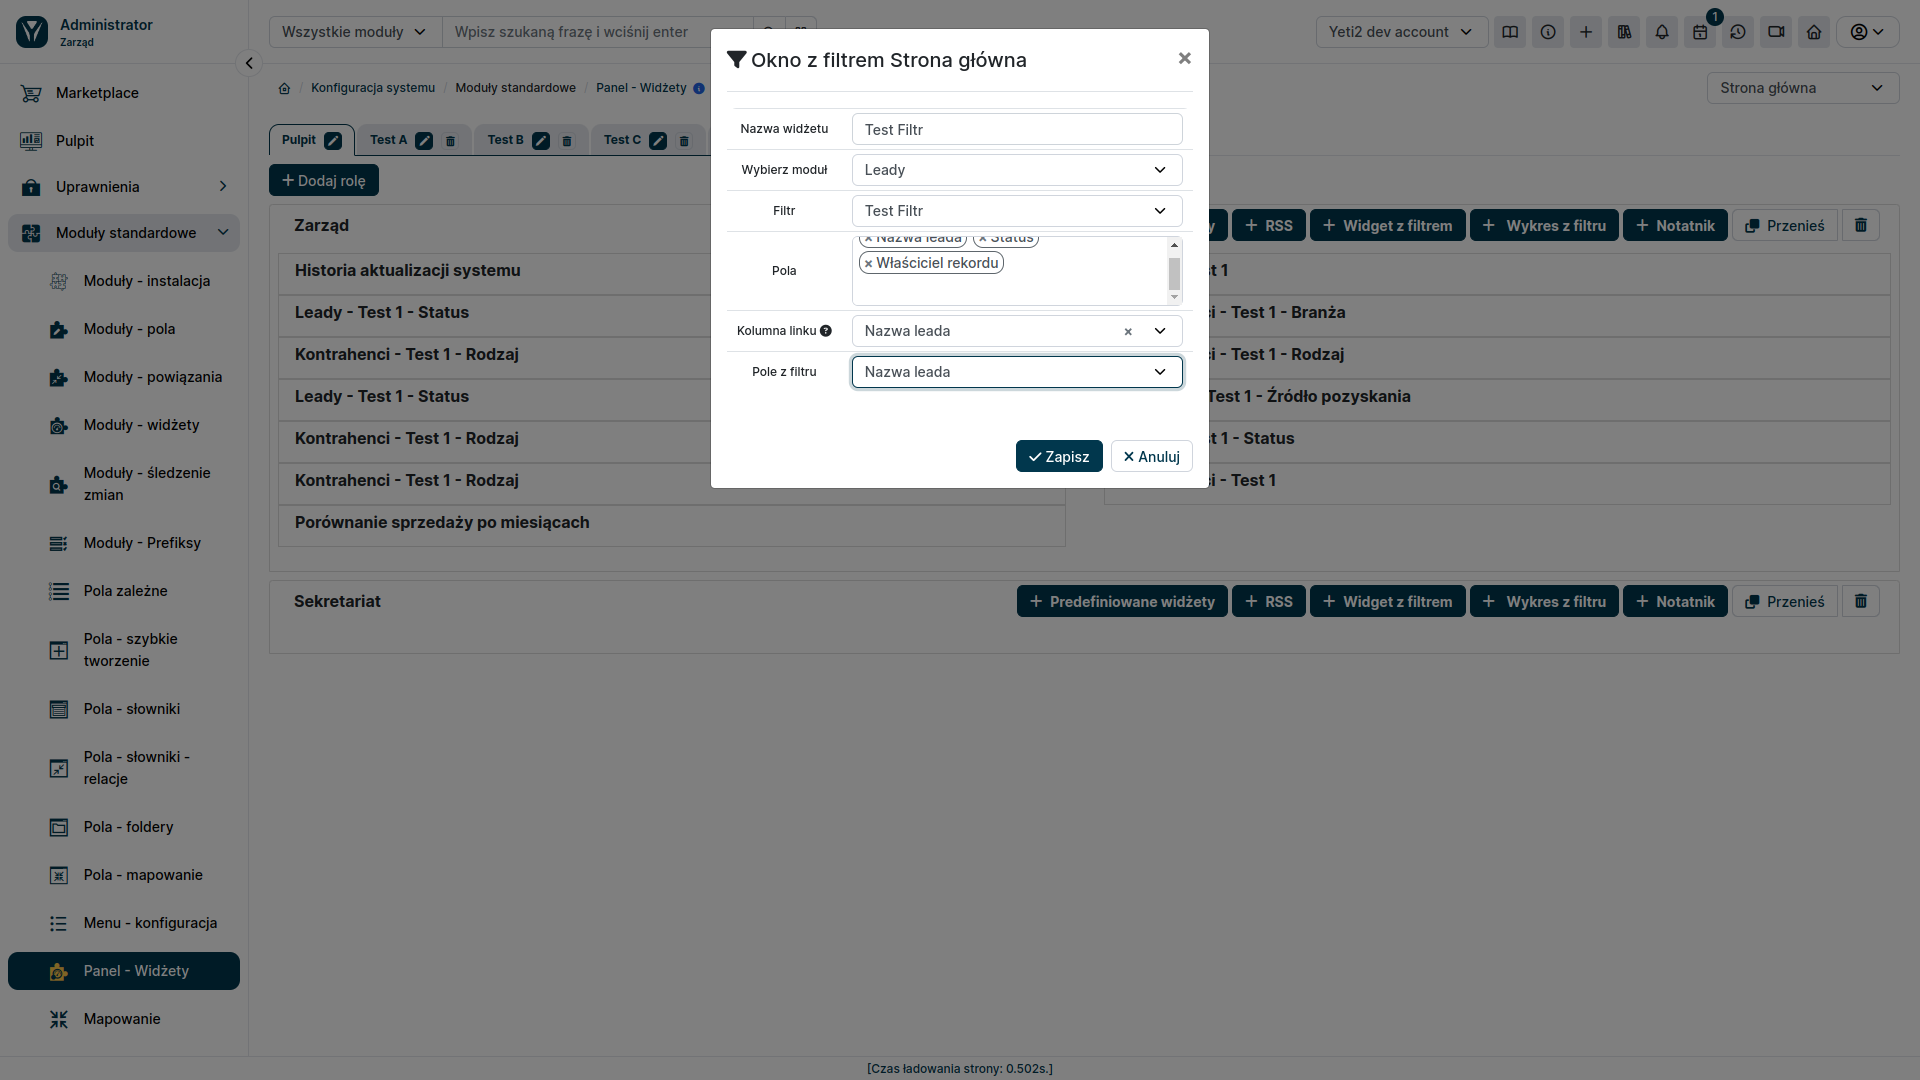 Administrator
Zarząd
Wszystkie moduły
Wpisz szukaną frazę i wciśnij enter
Yeti2 dev account
1
Konfiguracja systemu / Moduły standardowe / Panel - Widżety
Strona główna
Marketplace
Pulpit
Uprawnienia
Moduły standardowe
Moduły - instalacja
Moduły - pola
Moduły - powiązania
Moduły - widżety
Moduły - śledzenie
zmian
Moduły - Prefiksy
Pola zależne
Pola - szybkie
tworzenie
Pola - słowniki
Pola - słowniki -
relacje
Pola - foldery
Pola - mapowanie
Menu - konfiguracja
Panel - Widżety
Mapowanie
Pulpit
Test A
Test B
Test C
+ Dodaj rolę
Zarząd
+ RSS
+ Widget z filtrem
+ Wykres z filtru
+ Notatnik
Przenieś
Historia aktualizacji systemu
Leady - Test 1 - Status
Kontrahenci - Test 1 - Rodzaj
Leady - Test 1 - Status
Kontrahenci - Test 1 - Rodzaj
Kontrahenci - Test 1 - Rodzaj
Porównanie sprzedaży po miesiącach
1
- Test 1 - Branża
- Test 1 - Rodzaj
Test 1 - Źródło pozyskania
1 - Status
- Test 1
Sekretariat
+ Predefiniowane widżety
+ RSS
+ Widget z filtrem
+ Wykres z filtru
+ Notatnik
Przenieś
Okno z filtrem Strona główna
×
Nazwa widżetu
Test Filtr
Wybierz moduł
Leady
Filtr
Test Filtr
Pola
× Nazwa leada
× Status
× Właściciel rekordu
Kolumna linku ?
Nazwa leada ×
Pole z filtru
Nazwa leada
Zapisz
Anuluj
[Czas ładowania strony: 0.502s.]